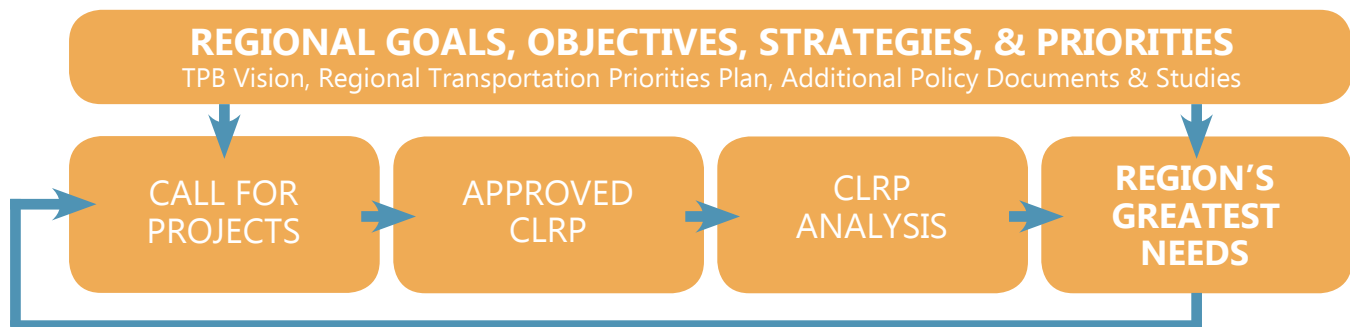 REGIONAL GOALS, OBJECTIVES, STRATEGIES, & PRIORITIES
TPB Vision, Regional Transportation Priorities Plan, Additional Policy Documents & Studies
CALL FOR
PROJECTS
APPROVED
CLRP
CLRP
ANALYSIS
REGION’S
GREATEST
NEEDS